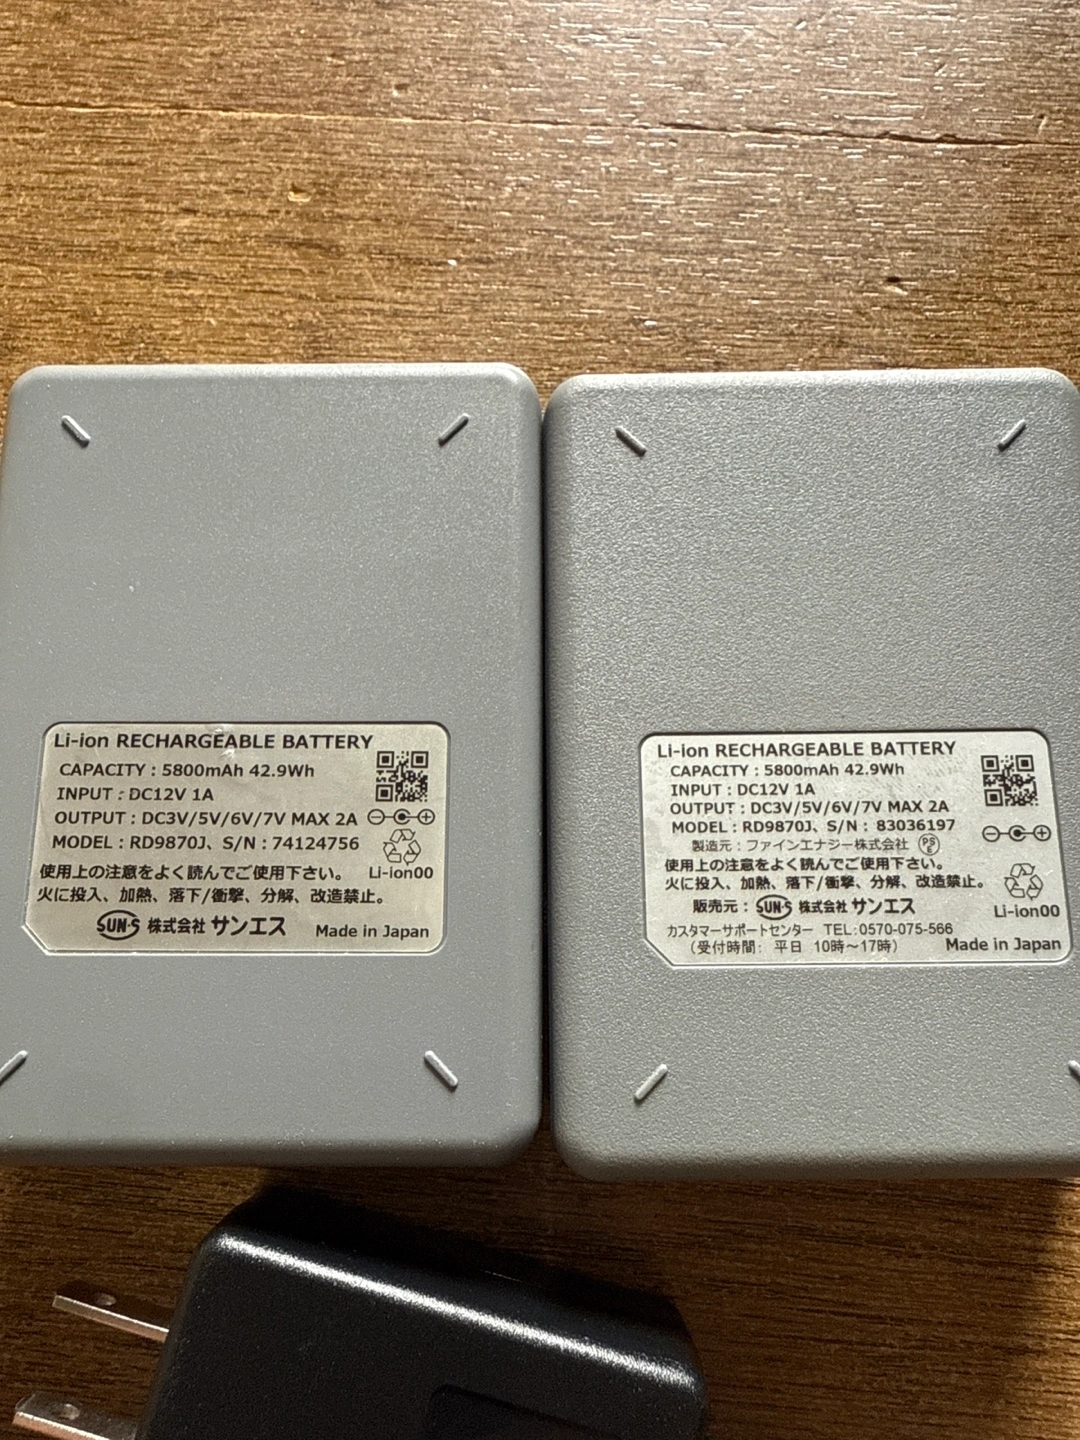 Li-ion RECHARGEABLE BATTERY
CAPACITY : 5800mAh 42.9Wh
INPUT : DC12V 1A
OUTPUT : DC3V/5V/6V/7V MAX 2A
MODEL : RD9870J、S/N : 74124756
使用上の注意をよく読んでご使用下さい。 Li-ion00
火に投入、加熱、落下/衝撃、分解、改造禁止。
SUN·S 株式会社 サンエス Made in Japan
Li-ion RECHARGEABLE BATTERY
CAPACITY : 5800mAh 42.9Wh
INPUT : DC12V 1A
OUTPUT : DC3V/5V/6V/7V MAX 2A
MODEL : RD9870J、S/N : 83036197
製造元 : ファインエナジー株式会社 PSE
使用上の注意をよく読んでご使用下さい。
火に投入、加熱、落下/衝撃、分解、改造禁止。
販売元 : SUN·S 株式会社 サンエス Li-ion00
カスタマーサポートセンター TEL:0570-075-566
(受付時間: 平日 10時〜17時) Made in Japan